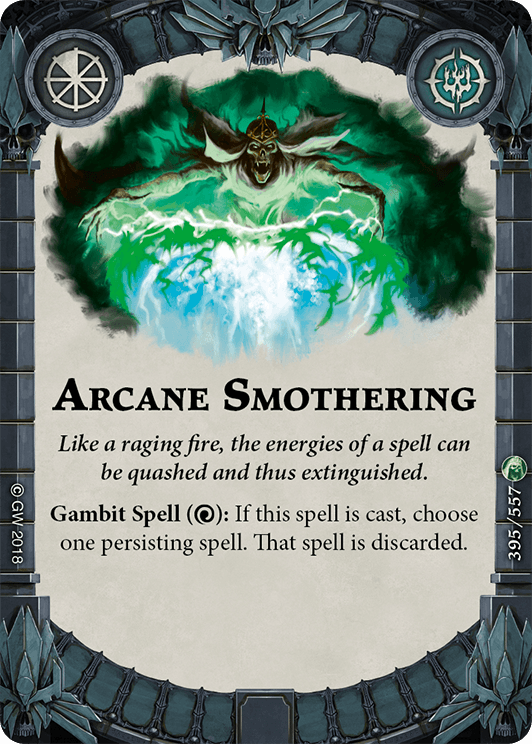 Arcane Smothering
Like a raging fire, the energies of a spell can
be quashed and thus extinguished.
Gambit Spell (): If this spell is cast, choose
one persisting spell. That spell is discarded.
© GW 2018
395/557